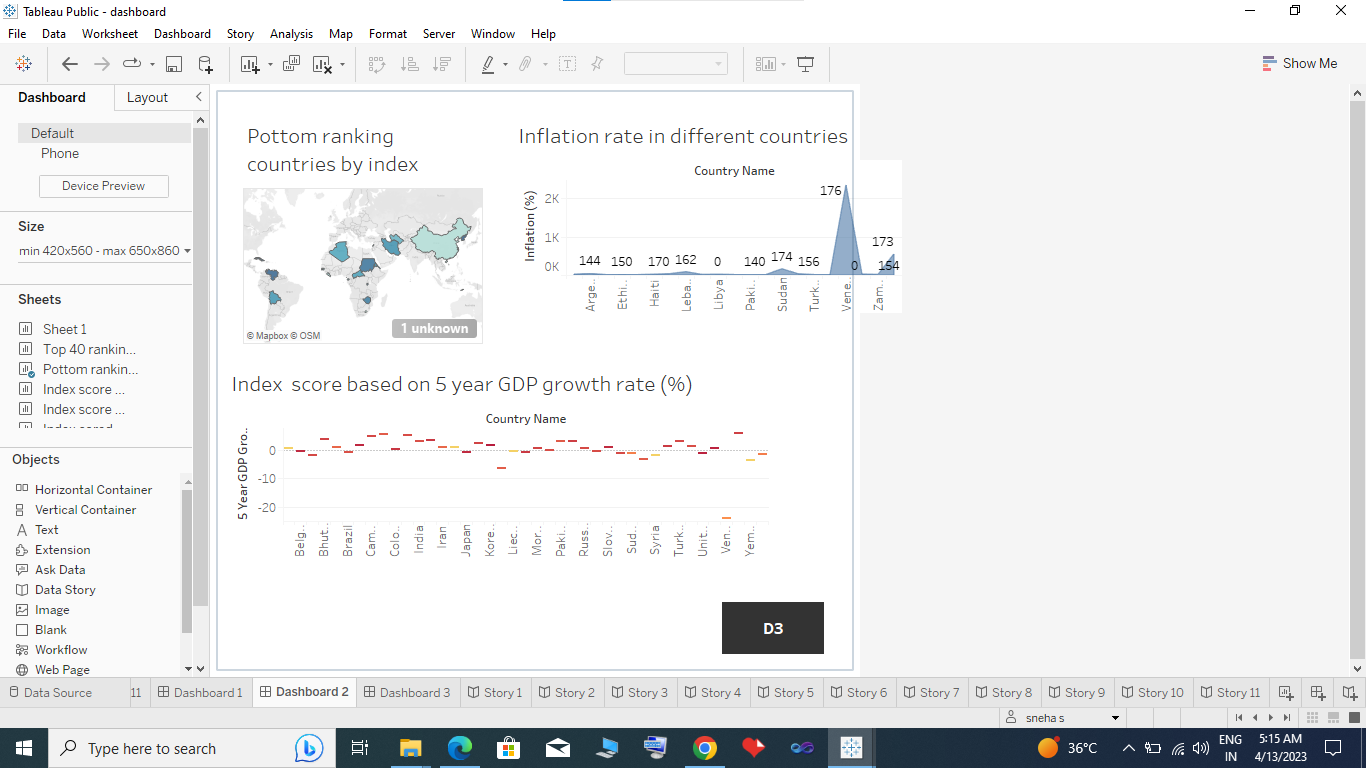 Tableau Public - dashboard
File Data Worksheet Dashboard Story Analysis Map Format Server Window Help
Show Me
Dashboard Layout
Default
Phone
Device Preview
Size
min 420x560 - max 650x860
Sheets
Sheet 1
Top 40 rankin...
Pottom rankin...
Index score ...
Index score ...
Objects
Horizontal Container
Vertical Container
Text
Extension
Ask Data
Data Story
Image
Blank
Workflow
Web Page
Pottom ranking
countries by index
© Mapbox © OSM
1 unknown
Inflation rate in different countries
Country Name
Inflation (%)
2K
1K
0K
144 150 170 162 0 140 174 156 176 0 173 154
Arge.. Ethi.. Haiti Leba.. Libya Paki.. Sudan Turk.. Vene.. Zam..
Index  score based on 5 year GDP growth rate (%)
Country Name
5 Year GDP Gro..
0
-10
-20
Belg.. Bhut.. Brazil Cam.. Colo.. India Iran Japan Kore.. Liec.. Mor.. Paki.. Russ.. Slov.. Sud.. Syria Turk.. Unit.. Ven.. Yem..
D3
Data Source 11 Dashboard 1 Dashboard 2 Dashboard 3 Story 1 Story 2 Story 3 Story 4 Story 5 Story 6 Story 7 Story 8 Story 9 Story 10 Story 11
sneha s
Type here to search
36°C
ENG
IN
5:15 AM
4/13/2023